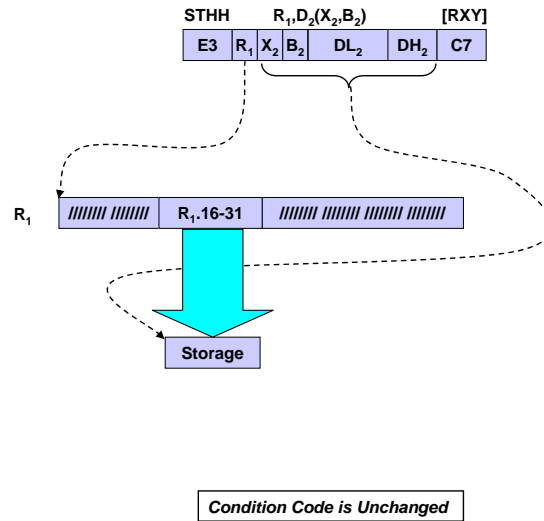 STHH R₁,D₂(X₂,B₂) [RXY]
E3 R₁ X₂ B₂ DL₂ DH₂ C7
R₁ //////// //////// R₁.16-31 //////// //////// //////// ////////
Storage
Condition Code is Unchanged